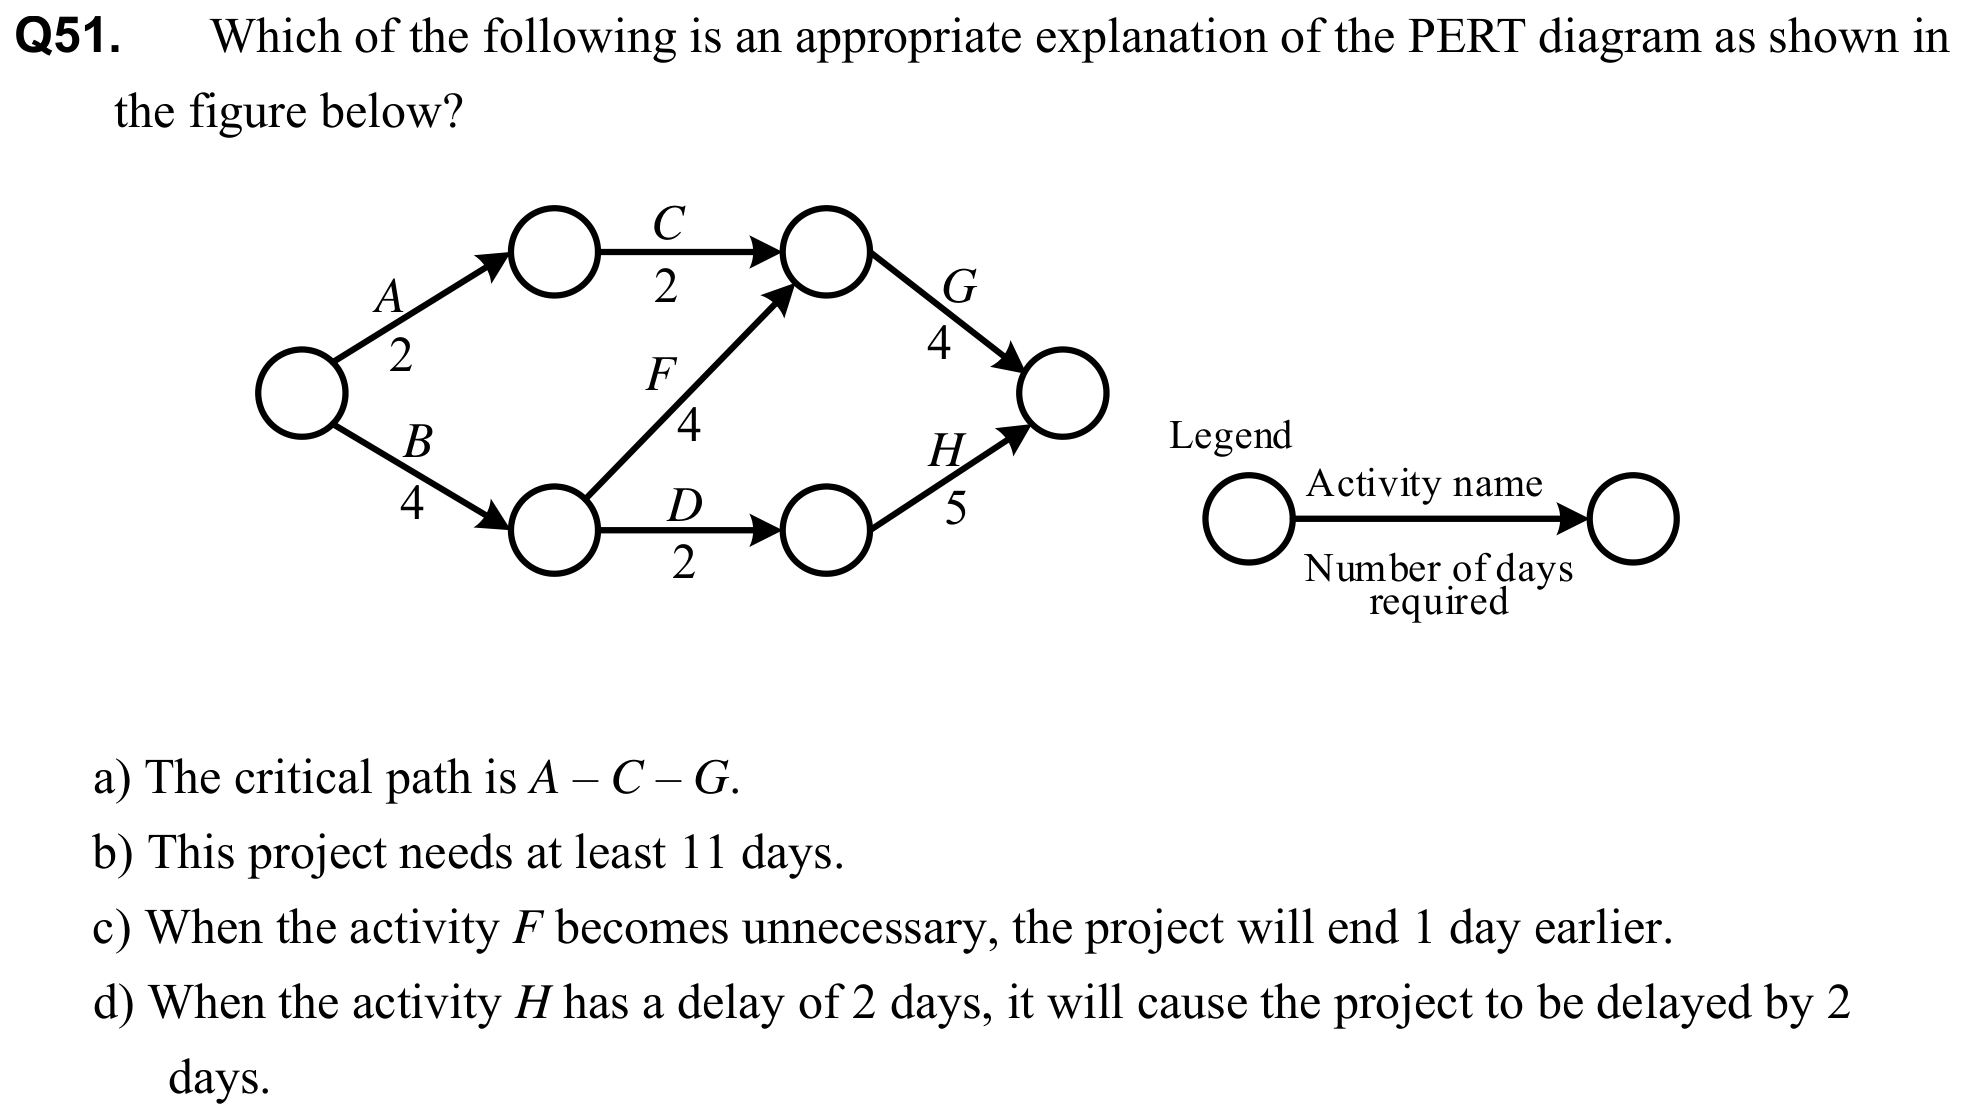 Q51. Which of the following is an appropriate explanation of the PERT diagram as shown in
the figure below?
C
2
A
2
G
4
F
4
B
4
H
5
D
2
Legend
Activity name
Number of days
required
a) The critical path is A – C – G.
b) This project needs at least 11 days.
c) When the activity F becomes unnecessary, the project will end 1 day earlier.
d) When the activity H has a delay of 2 days, it will cause the project to be delayed by 2
days.